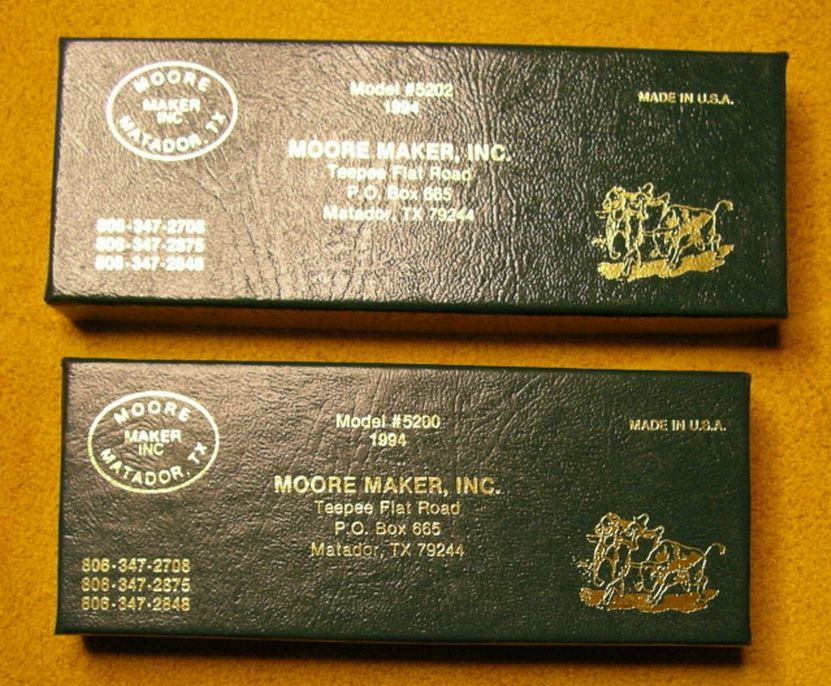 MOORE
MAKER
INC
MATADOR, TX
Model #5202
1994
MADE IN U.S.A.
MOORE MAKER, INC.
Teepee Flat Road
P.O. Box 665
Matador, TX 79244
806-347-2708
806-347-2875
806-347-2848
MOORE
MAKER
INC
MATADOR, TX
Model #5200
1994
MADE IN U.S.A.
MOORE MAKER, INC.
Teepee Flat Road
P.O. Box 665
Matador, TX 79244
806-347-2708
806-347-2875
806-347-2848